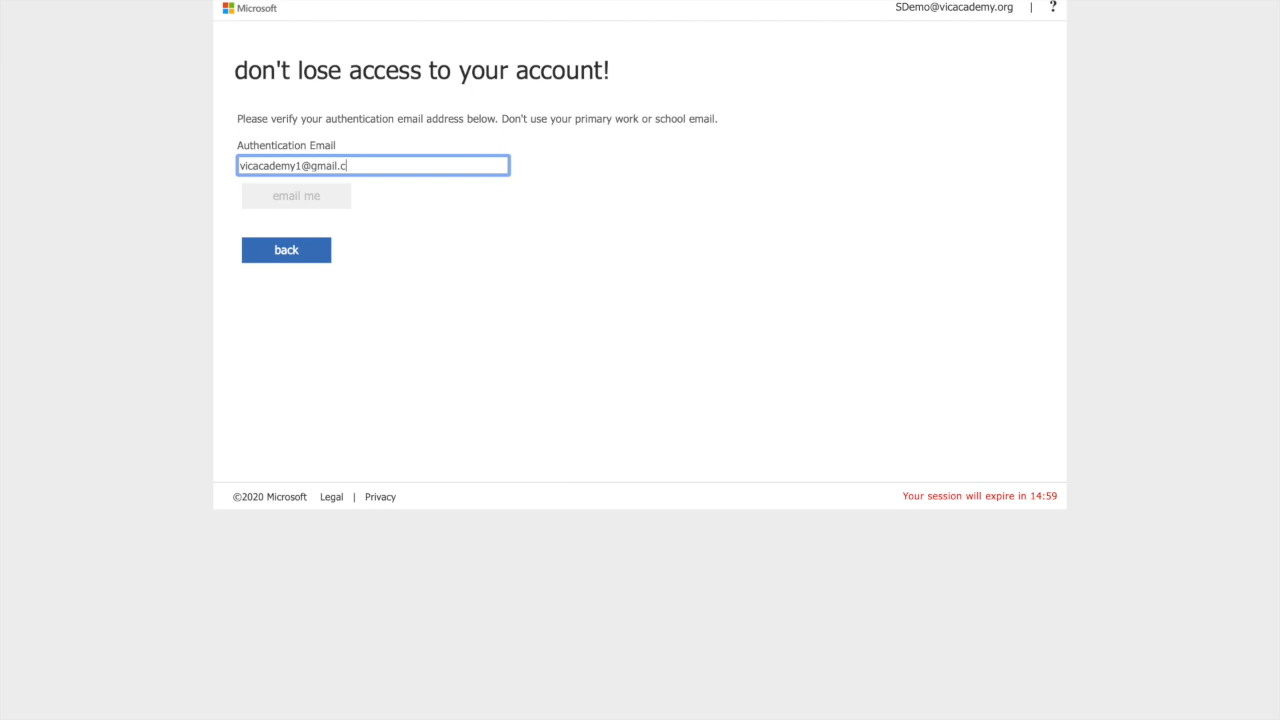 Microsoft
SDemo@vicacademy.org | ?
don't lose access to your account!
Please verify your authentication email address below. Don't use your primary work or school email.
Authentication Email
vicacademy1@gmail.c
email me
back
©2020 Microsoft Legal | Privacy
Your session will expire in 14:59